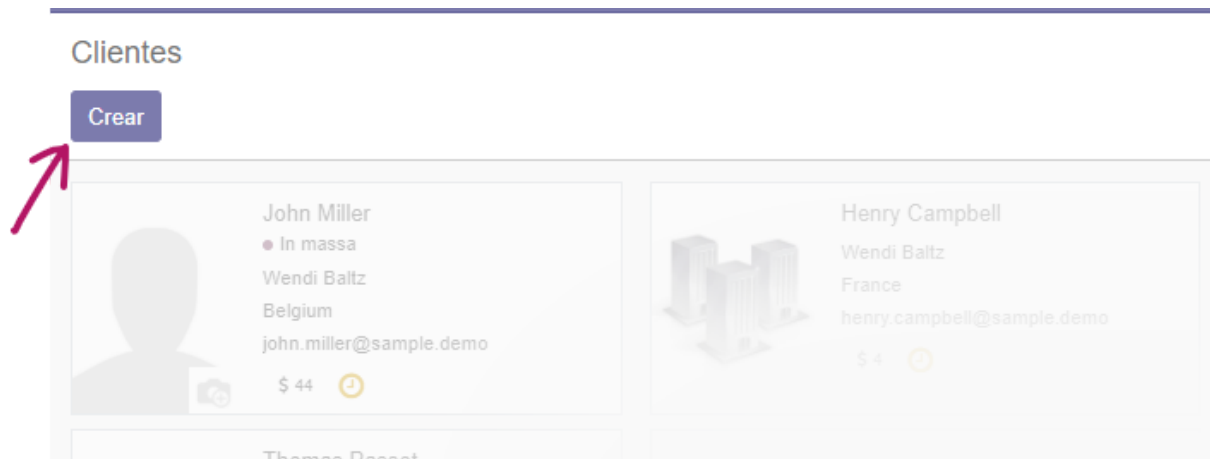 Clientes
Crear
John Miller
In massa
Wendi Baltz
Belgium
john.miller@sample.demo
$ 44
Henry Campbell
Wendi Baltz
France
henry.campbell@sample.demo
$ 4
Thomas